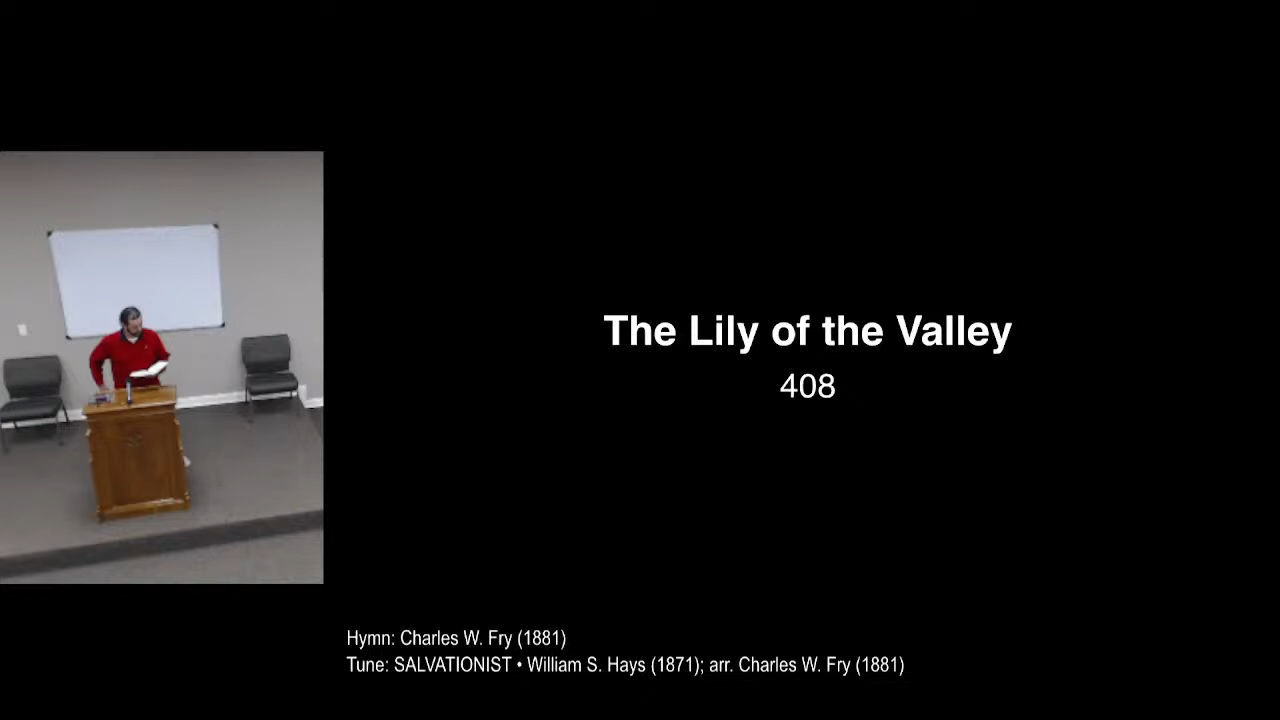 The Lily of the Valley
408
Hymn: Charles W. Fry (1881)
Tune: SALVATIONIST • William S. Hays (1871); arr. Charles W. Fry (1881)